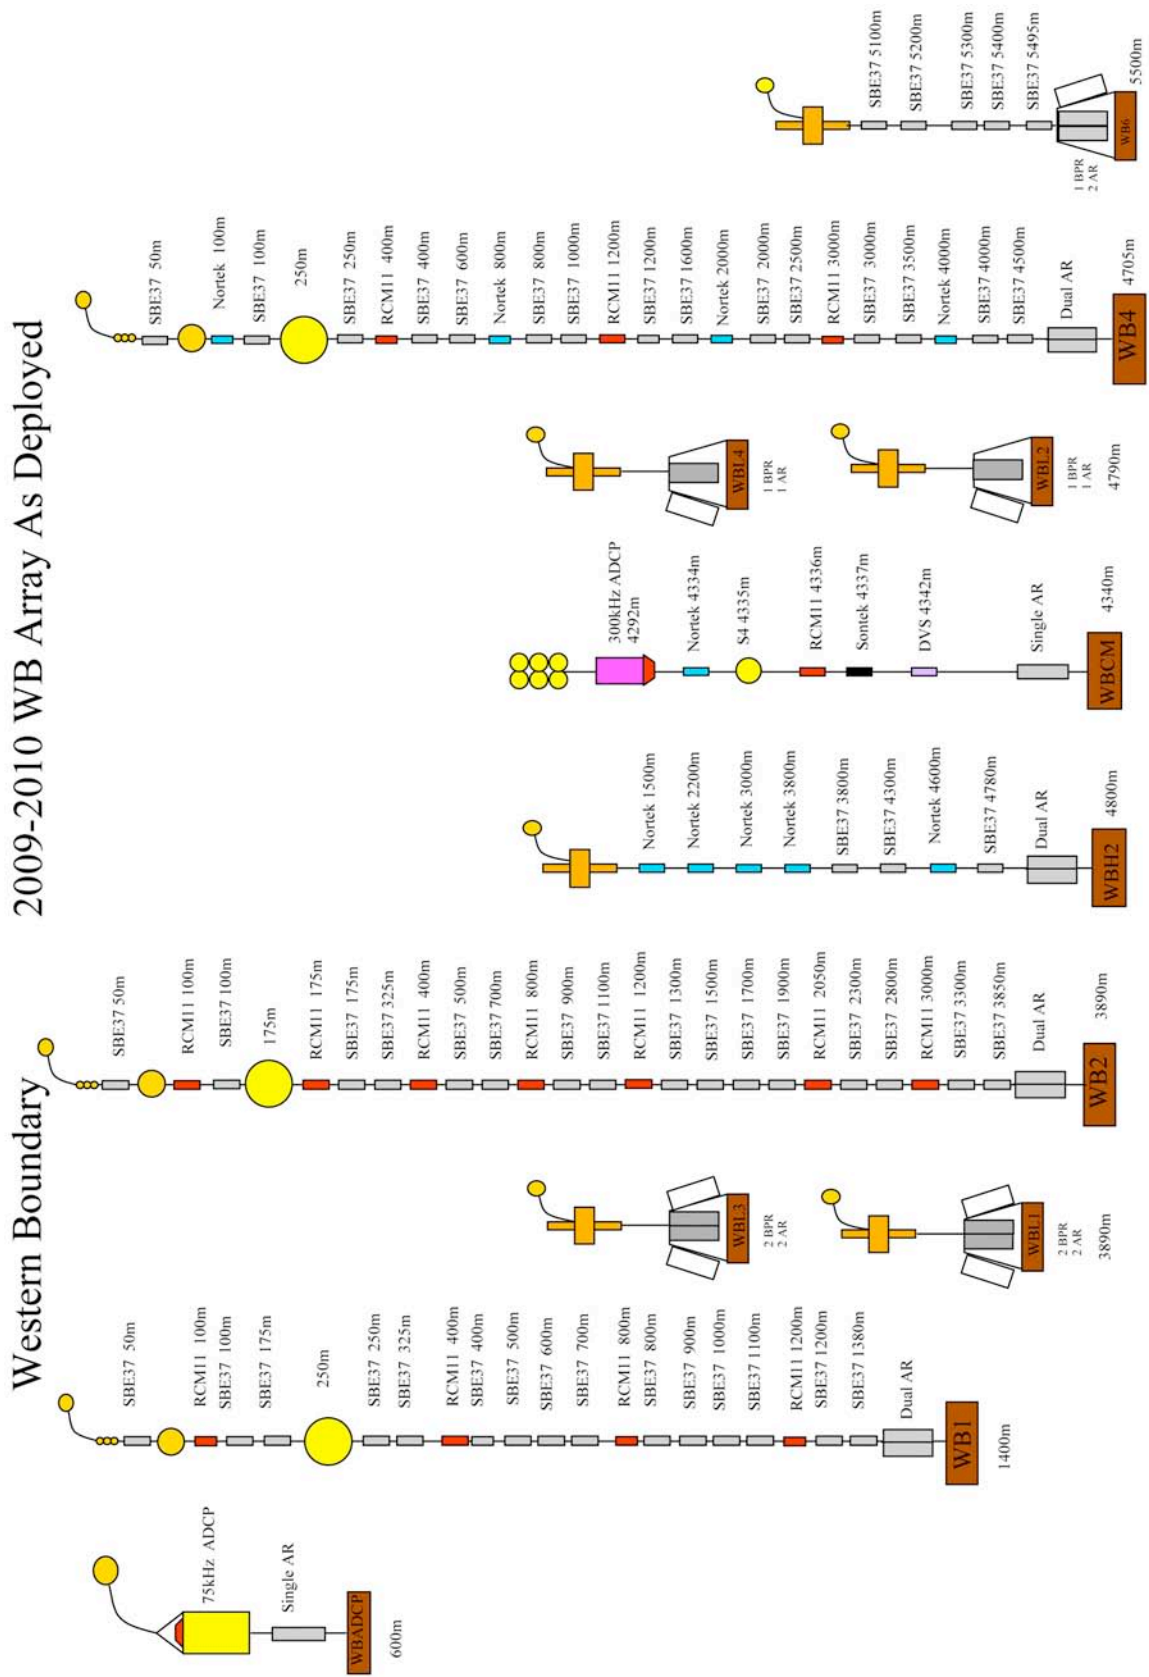 Western Boundary 2009-2010 WB Array As Deployed
75kHz ADCP
Single AR
WBADCP
600m
SBE37 50m
RCM11 100m
SBE37 100m
SBE37 175m
250m
SBE37 250m
SBE37 325m
RCM11 400m
SBE37 400m
SBE37 500m
SBE37 600m
SBE37 700m
RCM11 800m
SBE37 800m
SBE37 900m
SBE37 1000m
SBE37 1100m
RCM11 1200m
SBE37 1200m
SBE37 1380m
Dual AR
WB1
1400m
WBL3
2 BPR
2 AR
WBL1
2 BPR
2 AR
3890m
SBE37 50m
RCM11 100m
SBE37 100m
175m
RCM11 175m
SBE37 175m
SBE37 325m
RCM11 400m
SBE37 500m
SBE37 700m
RCM11 800m
SBE37 900m
SBE37 1100m
RCM11 1200m
SBE37 1300m
SBE37 1500m
SBE37 1700m
SBE37 1900m
RCM11 2050m
SBE37 2300m
SBE37 2800m
RCM11 3000m
SBE37 3300m
SBE37 3850m
Dual AR
WB2
3890m
Nortek 1500m
Nortek 2200m
Nortek 3000m
Nortek 3800m
SBE37 3800m
SBE37 4300m
Nortek 4600m
SBE37 4780m
Dual AR
WBH2
4800m
300kHz ADCP
4292m
Nortek 4334m
S4 4335m
RCM11 4336m
Sontek 4337m
DVS 4342m
Single AR
WBCM
4340m
WBL4
1 BPR
1 AR
WBL2
1 BPR
1 AR
4790m
SBE37 50m
Nortek 100m
SBE37 100m
250m
SBE37 250m
RCM11 400m
SBE37 400m
SBE37 600m
Nortek 800m
SBE37 800m
SBE37 1000m
RCM11 1200m
SBE37 1200m
SBE37 1600m
Nortek 2000m
SBE37 2000m
SBE37 2500m
RCM11 3000m
SBE37 3000m
SBE37 3500m
Nortek 4000m
SBE37 4000m
SBE37 4500m
Dual AR
WB4
4705m
SBE37 5100m
SBE37 5200m
SBE37 5300m
SBE37 5400m
SBE37 5495m
1 BPR
2 AR
WB6
5500m